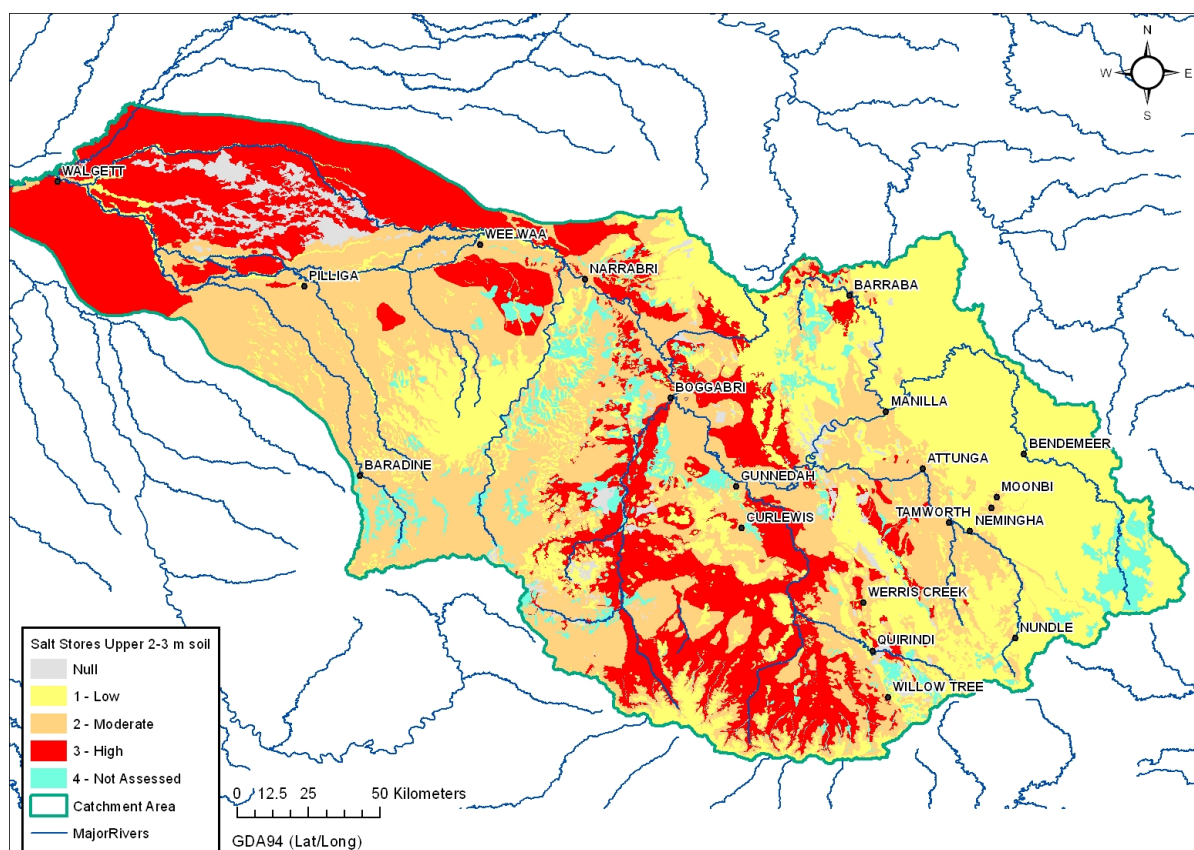 N
W E
S
WALGETT
WEE WAA
PILLIGA
NARRABRI
BARRABA
BOGGABRI
MANILLA
BENDEMEER
BARADINE
ATTUNGA
GUNNEDAH
MOONBI
CURLEWIS
TAMWORTH
NEMINGHA
WERRIS CREEK
QUIRINDI
NUNDLE
WILLOW TREE
Salt Stores Upper 2-3 m soil
Null
1 - Low
2 - Moderate
3 - High
4 - Not Assessed
Catchment Area
MajorRivers
0 12.5 25 50 Kilometers
GDA94 (Lat/Long)